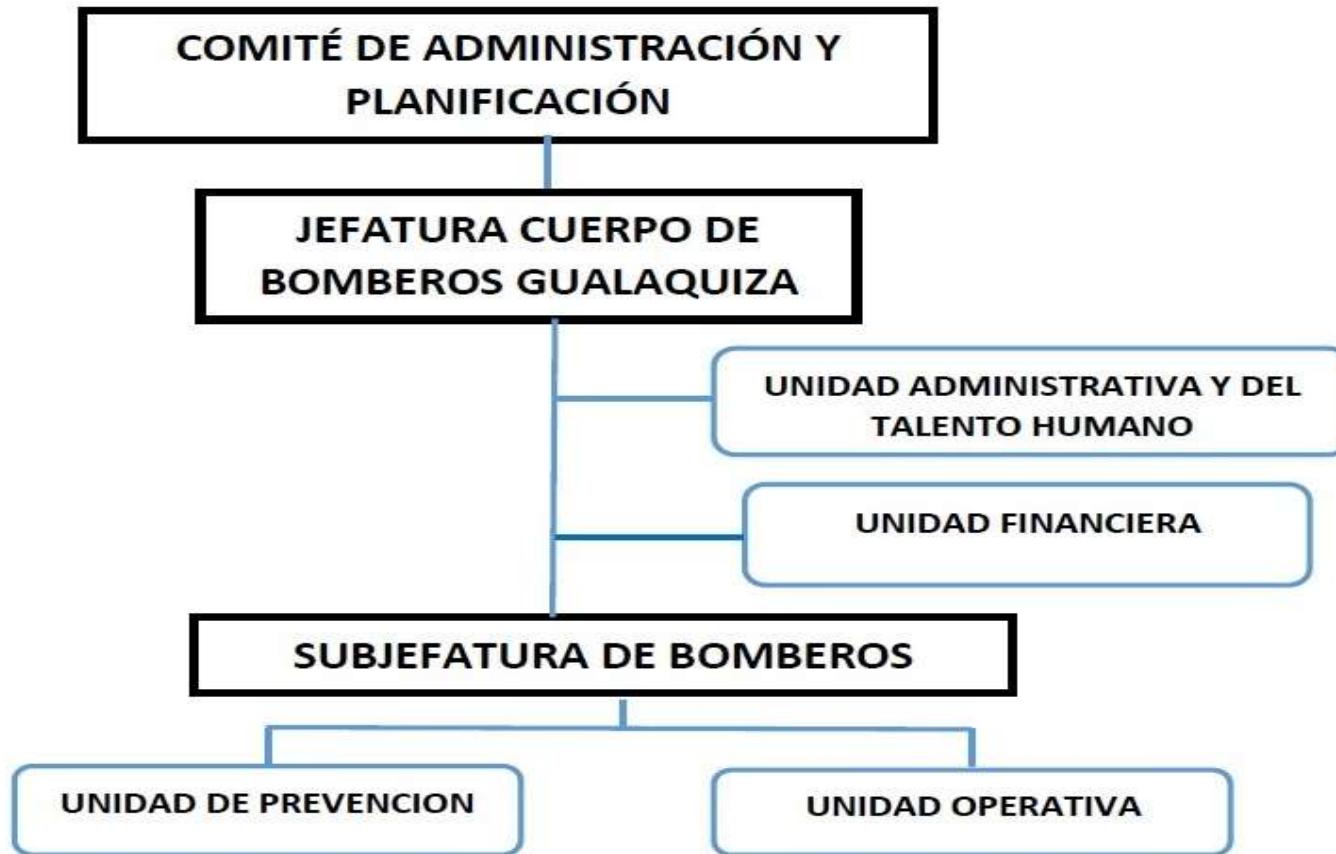 COMITÉ DE ADMINISTRACIÓN Y
PLANIFICACIÓN
JEFATURA CUERPO DE
BOMBEROS GUALAQUIZA
UNIDAD ADMINISTRATIVA Y DEL
TALENTO HUMANO
UNIDAD FINANCIERA
SUBJEFATURA DE BOMBEROS
UNIDAD DE PREVENCION
UNIDAD OPERATIVA